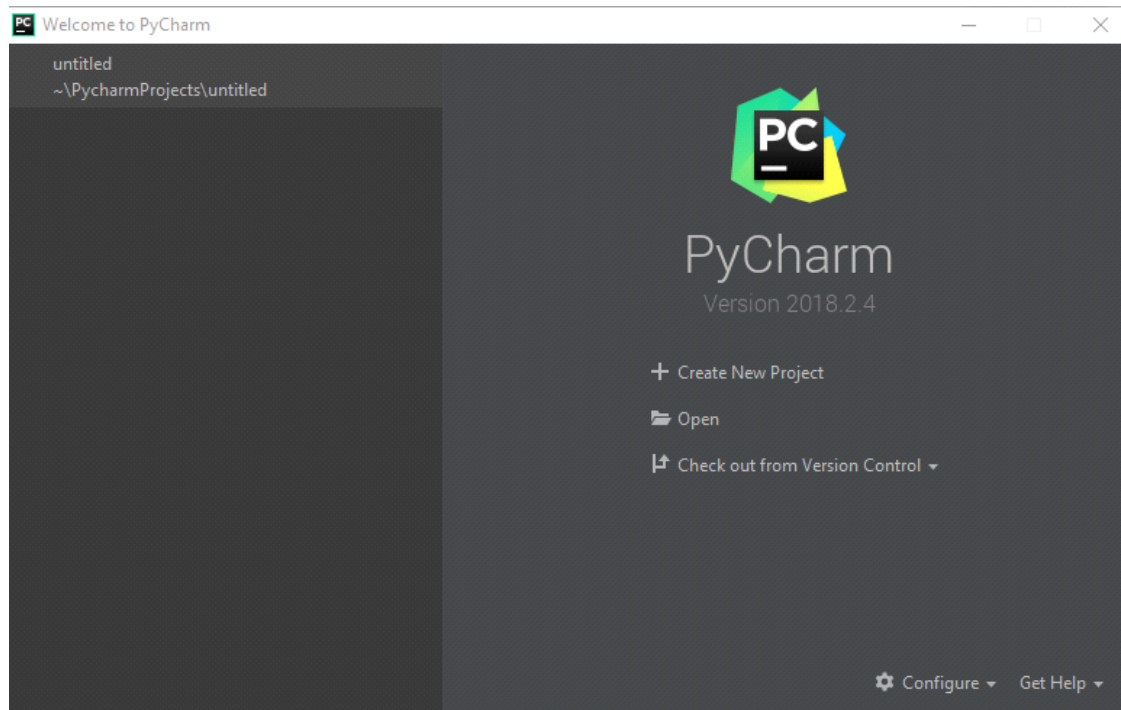 PC Welcome to PyCharm
untitled
~\PycharmProjects\untitled
PC
PyCharm
Version 2018.2.4
Create New Project
Open
Check out from Version Control
Configure Get Help